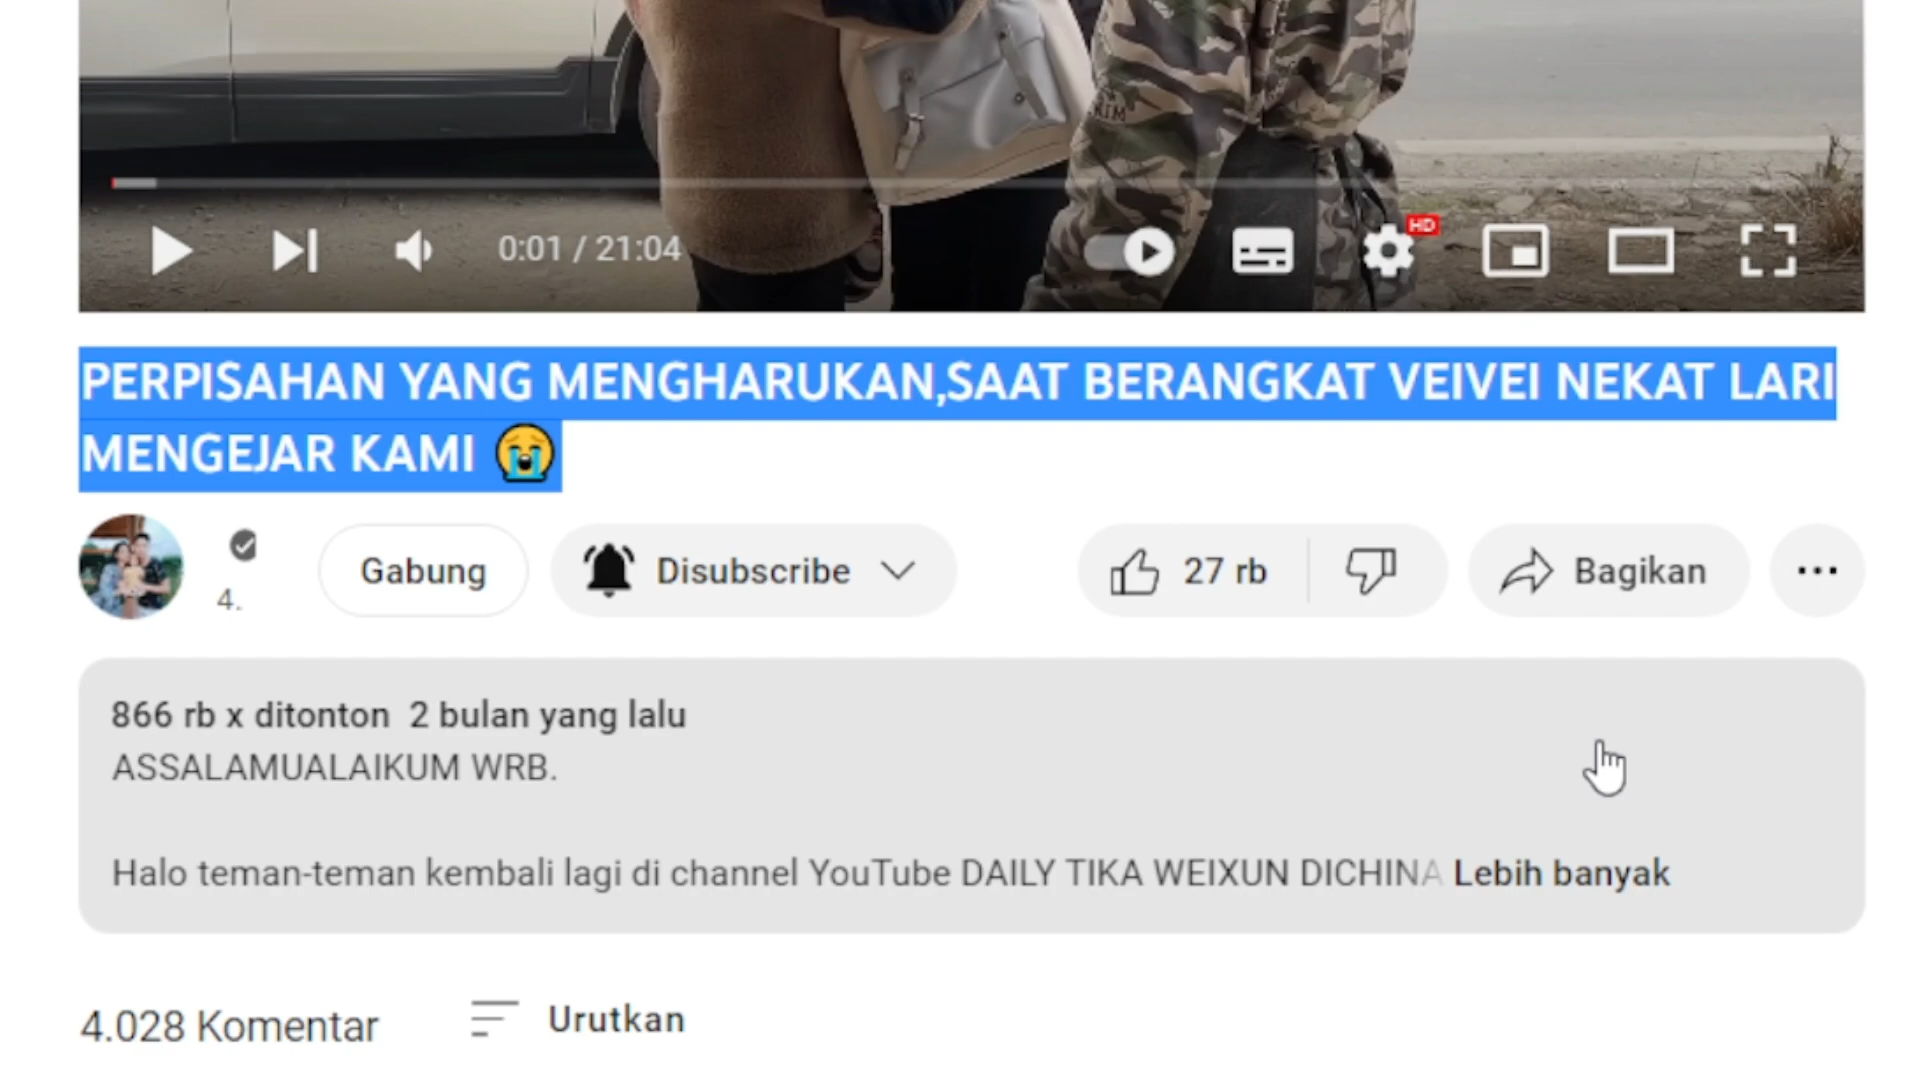 HD
0:01 / 21:04
PERPISAHAN YANG MENGHARUKAN,SAAT BERANGKAT VEIVEI NEKAT LARI
MENGEJAR KAMI 😭
4.
Gabung
Disubscribe
27 rb
Bagikan
866 rb x ditonton 2 bulan yang lalu
ASSALAMUALAIKUM WRB.
Halo teman-teman kembali lagi di channel YouTube DAILY TIKA WEIXUN DICHINA Lebih banyak
4.028 Komentar
Urutkan